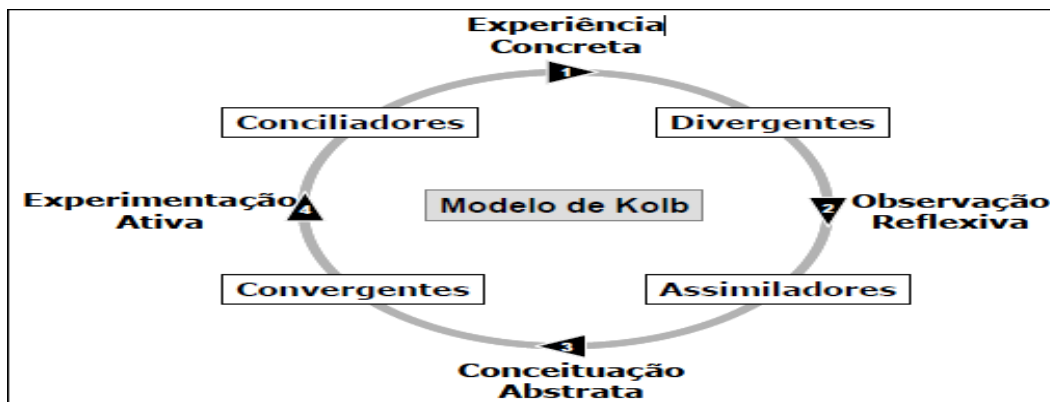 Experiência
Concreta
1
Conciliadores
Divergentes
Experimentação
Ativa
4
Modelo de Kolb
2
Observação
Reflexiva
Convergentes
Assimiladores
3
Conceituação
Abstrata